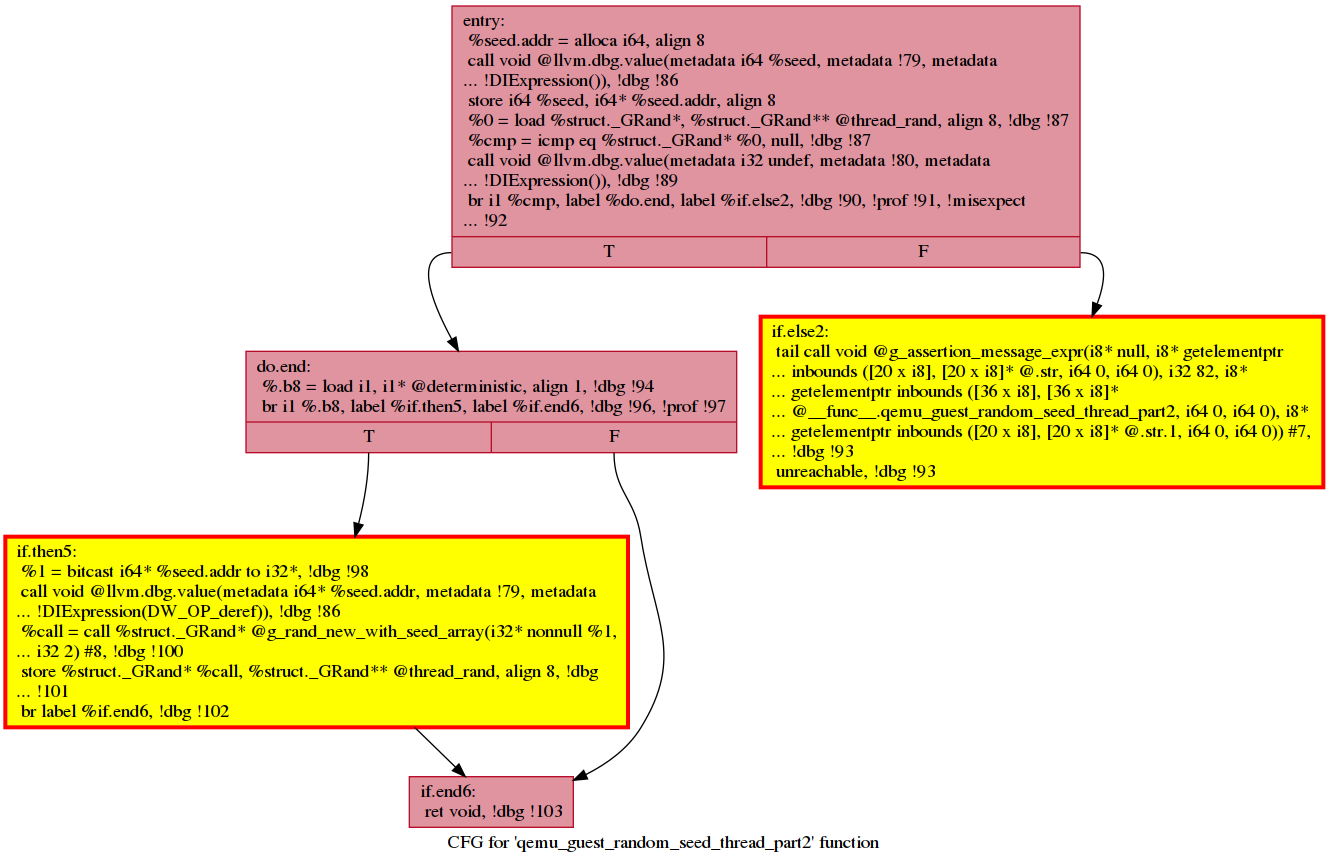 entry:
%seed.addr = alloca i64, align 8
call void @llvm.dbg.value(metadata i64 %seed, metadata !79, metadata
... !DIExpression()), !dbg !86
store i64 %seed, i64* %seed.addr, align 8
%0 = load %struct._GRand*, %struct._GRand** @thread_rand, align 8, !dbg !87
%cmp = icmp eq %struct._GRand* %0, null, !dbg !87
call void @llvm.dbg.value(metadata i32 undef, metadata !80, metadata
... !DIExpression()), !dbg !89
br i1 %cmp, label %do.end, label %if.else2, !dbg !90, !prof !91, !misexpect
... !92
T F
if.else2:
tail call void @g_assertion_message_expr(i8* null, i8* getelementptr
... inbounds ([20 x i8], [20 x i8]* @.str, i64 0, i64 0), i32 82, i8*
... getelementptr inbounds ([36 x i8], [36 x i8]*
... @__func__.qemu_guest_random_seed_thread_part2, i64 0, i64 0), i8*
... getelementptr inbounds ([20 x i8], [20 x i8]* @.str.1, i64 0, i64 0)) #7,
... !dbg !93
unreachable, !dbg !93
do.end:
%.b8 = load i1, i1* @deterministic, align 1, !dbg !94
br i1 %.b8, label %if.then5, label %if.end6, !dbg !96, !prof !97
T F
if.then5:
%1 = bitcast i64* %seed.addr to i32*, !dbg !98
call void @llvm.dbg.value(metadata i64* %seed.addr, metadata !79, metadata
... !DIExpression(DW_OP_deref)), !dbg !86
%call = call %struct._GRand* @g_rand_new_with_seed_array(i32* nonnull %1,
... i32 2) #8, !dbg !100
store %struct._GRand* %call, %struct._GRand** @thread_rand, align 8, !dbg
... !101
br label %if.end6, !dbg !102
if.end6:
ret void, !dbg !103
CFG for 'qemu_guest_random_seed_thread_part2' function